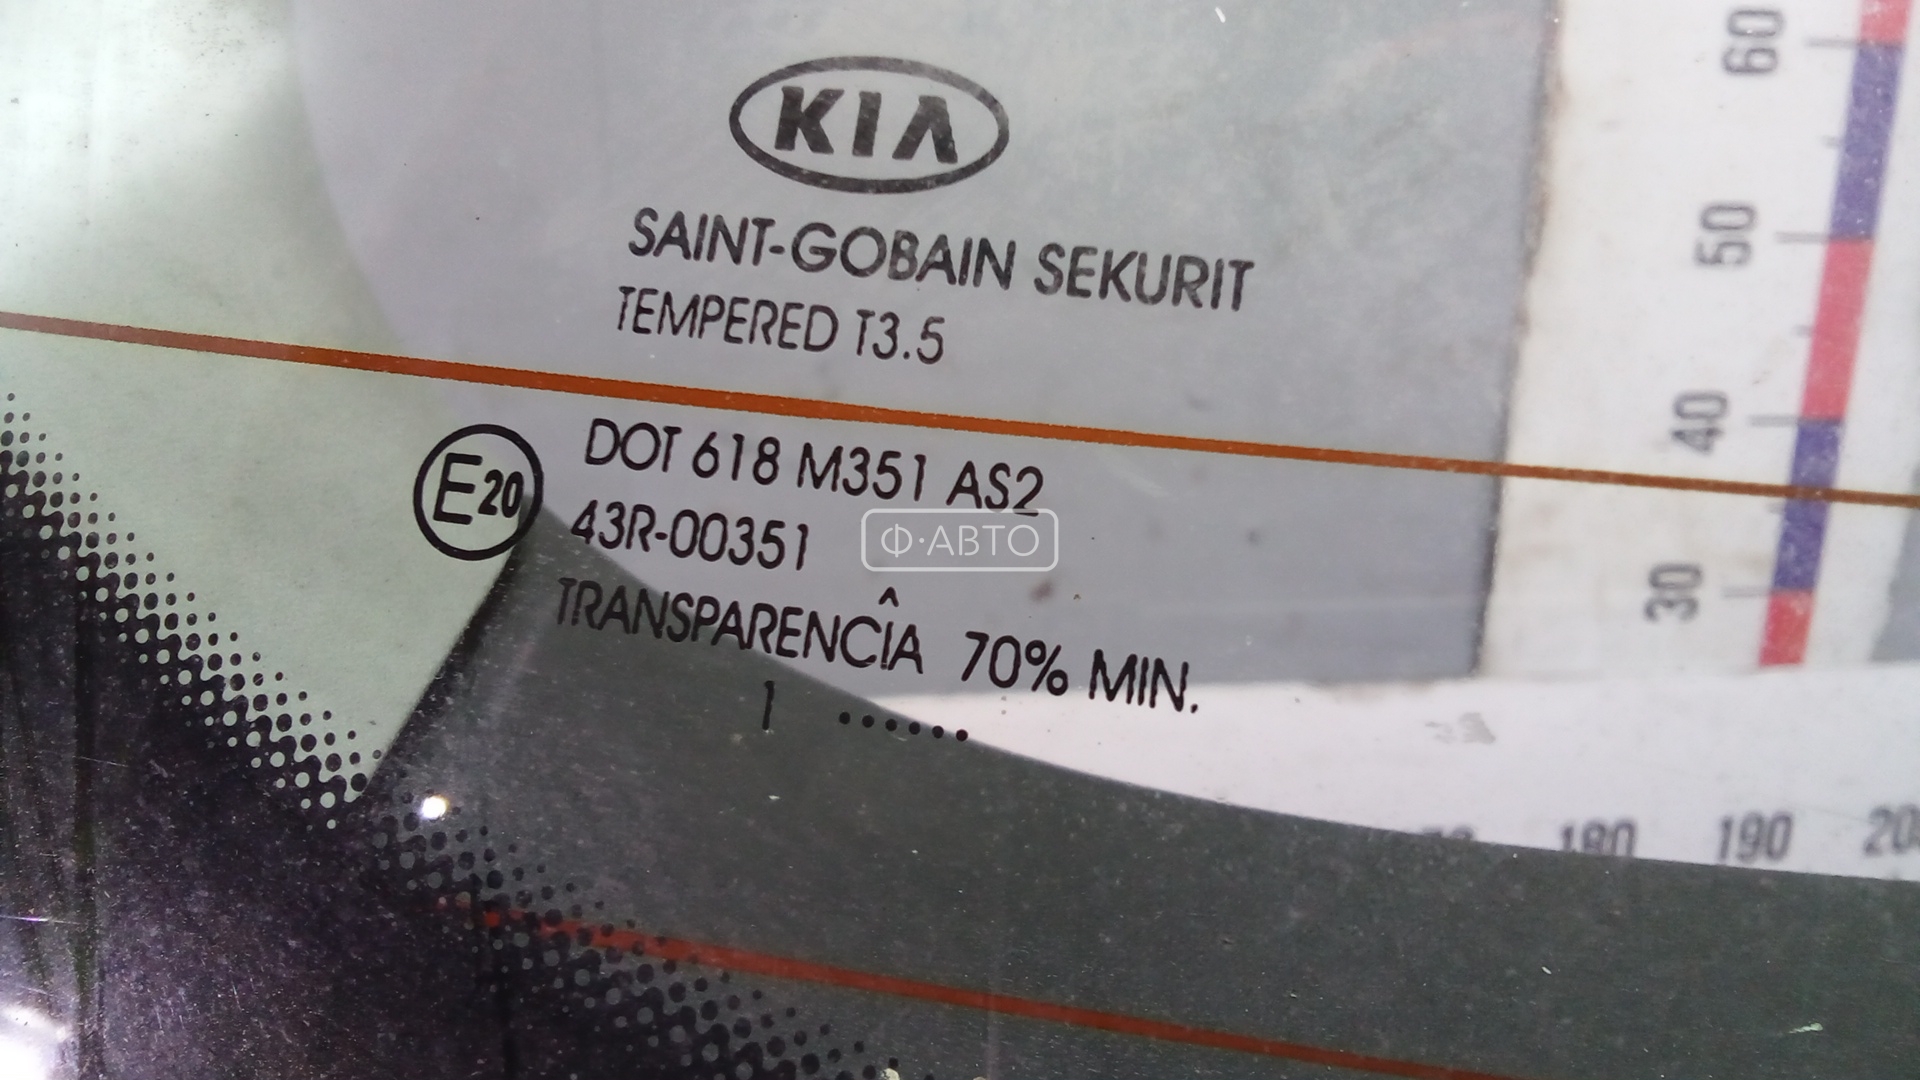 KIA
SAINT-GOBAIN SEKURIT
TEMPERED T3.5
E20
DOT 618 M351 AS2
43R-00351
Ф·АВТО
TRANSPARENCÎA 70% MIN.
1 ......
60
50
40
30
180 190